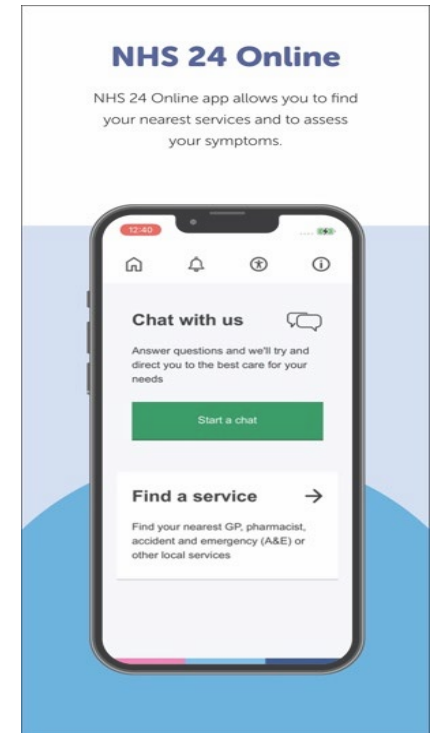 NHS 24 Online
NHS 24 Online app allows you to find
your nearest services and to assess
your symptoms.
12:40
Chat with us
Answer questions and we'll try and
direct you to the best care for your
needs
Start a chat
Find a service
Find your nearest GP, pharmacist,
accident and emergency (A&E) or
other local services